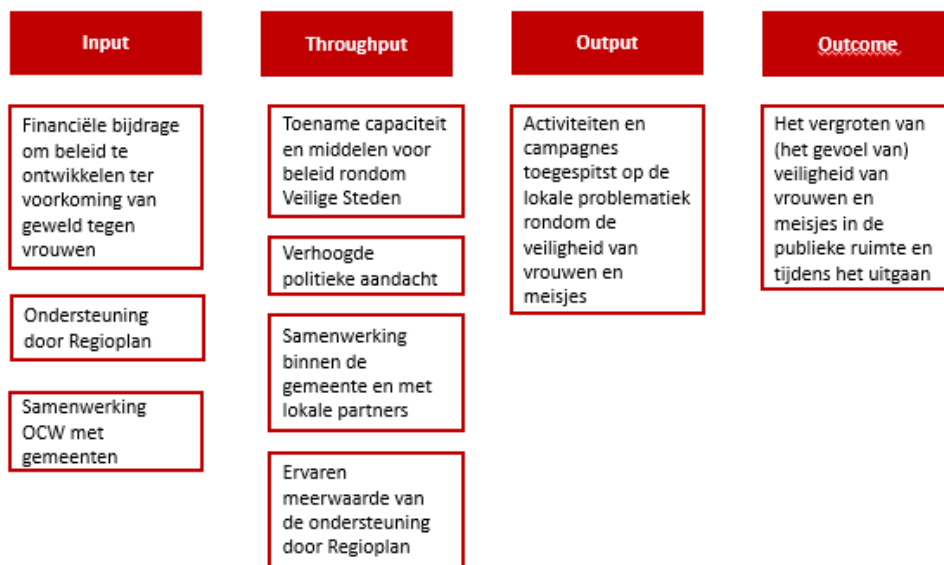 Input
Financiële bijdrage
om beleid te
ontwikkelen ter
voorkoming van
geweld tegen
vrouwen
Ondersteuning
door Regioplan
Samenwerking
OCW met
gemeenten
Throughput
Toename capaciteit
en middelen voor
beleid rondom
Veilige Steden
Verhoogde
politieke aandacht
Samenwerking
binnen de
gemeente en met
lokale partners
Ervaren
meerwaarde van
de ondersteuning
door Regioplan
Output
Activiteiten en
campagnes
toegespitst op de
lokale problematiek
rondom de
veiligheid van
vrouwen en
meisjes
Outcome
Het vergroten van
(het gevoel van)
veiligheid van
vrouwen en
meisjes in de
publieke ruimte en
tijdens het uitgaan